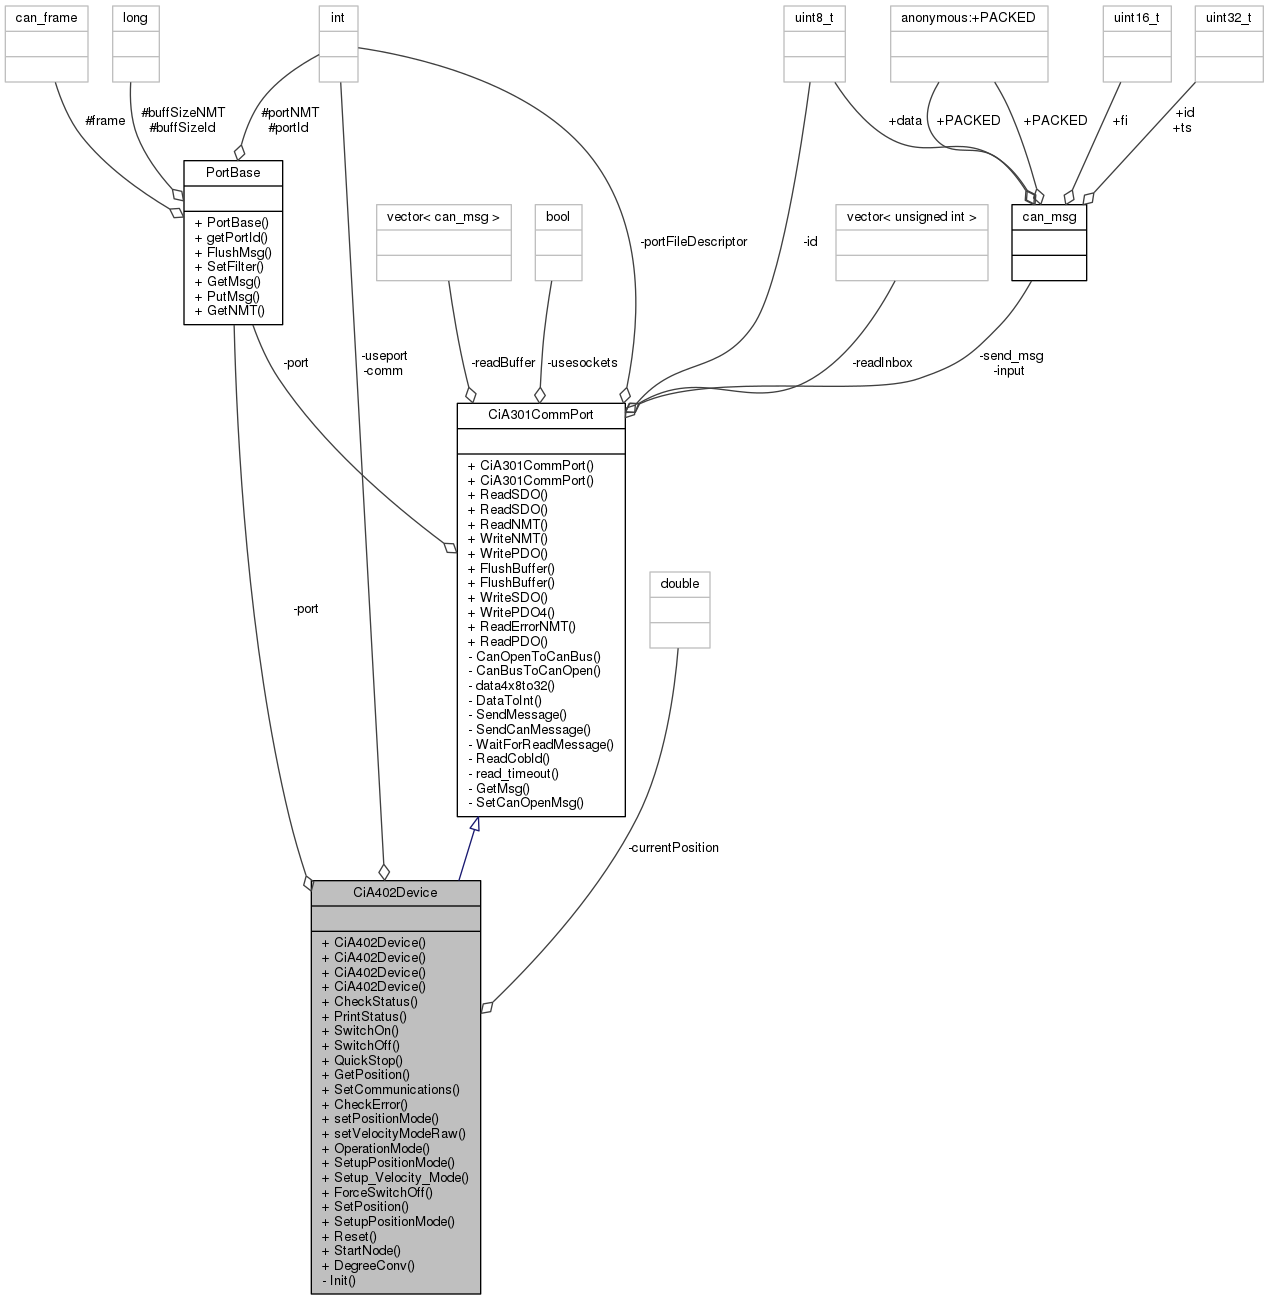 can_frame
long
int
uint8_t
anonymous:+PACKED
uint16_t
uint32_t
#frame
#buffSizeNMT
#buffSizeId
#portNMT
#portId
+data
+PACKED
+PACKED
+fi
+id
+ts
PortBase
+ PortBase()
+ getPortId()
+ FlushMsg()
+ SetFilter()
+ GetMsg()
+ PutMsg()
+ GetNMT()
vector< can_msg >
bool
vector< unsigned int >
can_msg
-portFileDescriptor
-id
-port
-useport
-comm
-readBuffer
-usesockets
-readInbox
-send_msg
-input
CiA301CommPort
+ CiA301CommPort()
+ CiA301CommPort()
+ ReadSDO()
+ ReadSDO()
+ ReadNMT()
+ WriteNMT()
+ WritePDO()
+ FlushBuffer()
+ FlushBuffer()
+ WriteSDO()
+ WritePDO4()
+ ReadErrorNMT()
+ ReadPDO()
- CanOpenToCanBus()
- CanBusToCanOpen()
- data4x8to32()
- DataToInt()
- SendMessage()
- SendCanMessage()
- WaitForReadMessage()
- ReadCobId()
- read_timeout()
- GetMsg()
- SetCanOpenMsg()
double
-port
-currentPosition
CiA402Device
+ CiA402Device()
+ CiA402Device()
+ CiA402Device()
+ CiA402Device()
+ CheckStatus()
+ PrintStatus()
+ SwitchOn()
+ SwitchOff()
+ QuickStop()
+ GetPosition()
+ SetCommunications()
+ CheckError()
+ setPositionMode()
+ setVelocityModeRaw()
+ OperationMode()
+ SetupPositionMode()
+ Setup_Velocity_Mode()
+ ForceSwitchOff()
+ SetPosition()
+ SetupPositionMode()
+ Reset()
+ StartNode()
+ DegreeConv()
- Init()